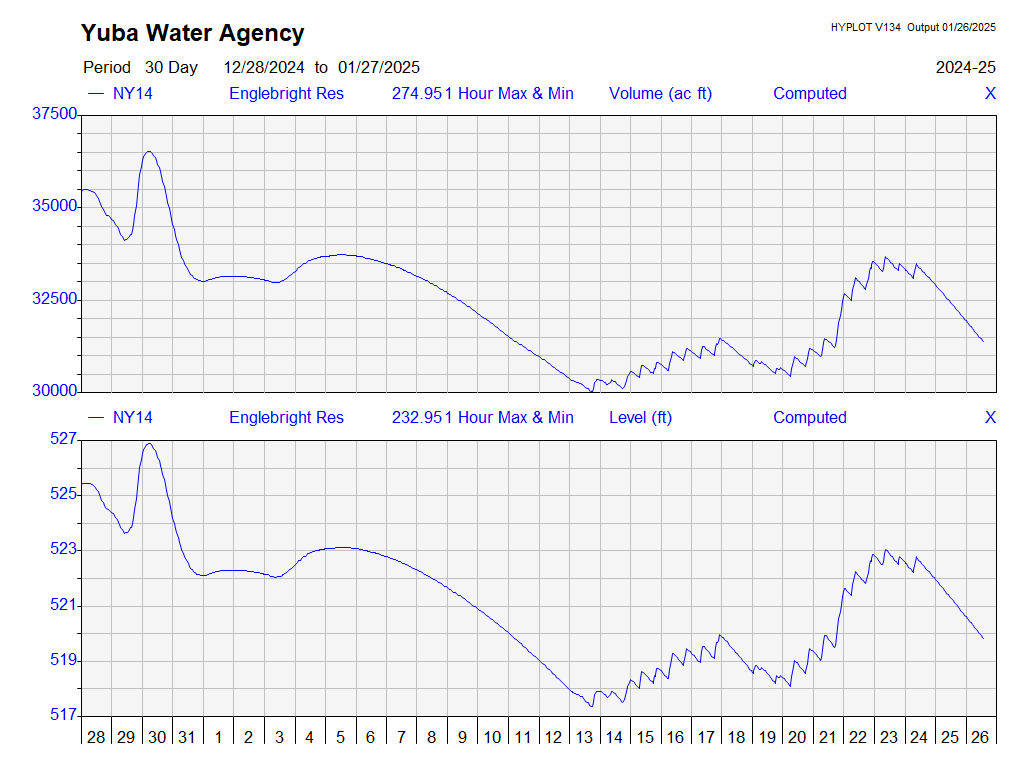 Yuba Water Agency
HYPLOT V134 Output 01/26/2025
Period 30 Day 12/28/2024 to 01/27/2025
2024-25
NY14 Englebright Res 274.951 Hour Max & Min Volume (ac ft) Computed X
37500
35000
32500
30000
NY14 Englebright Res 232.951 Hour Max & Min Level (ft) Computed X
527
525
523
521
519
517
28 29 30 31 1 2 3 4 5 6 7 8 9 10 11 12 13 14 15 16 17 18 19 20 21 22 23 24 25 26